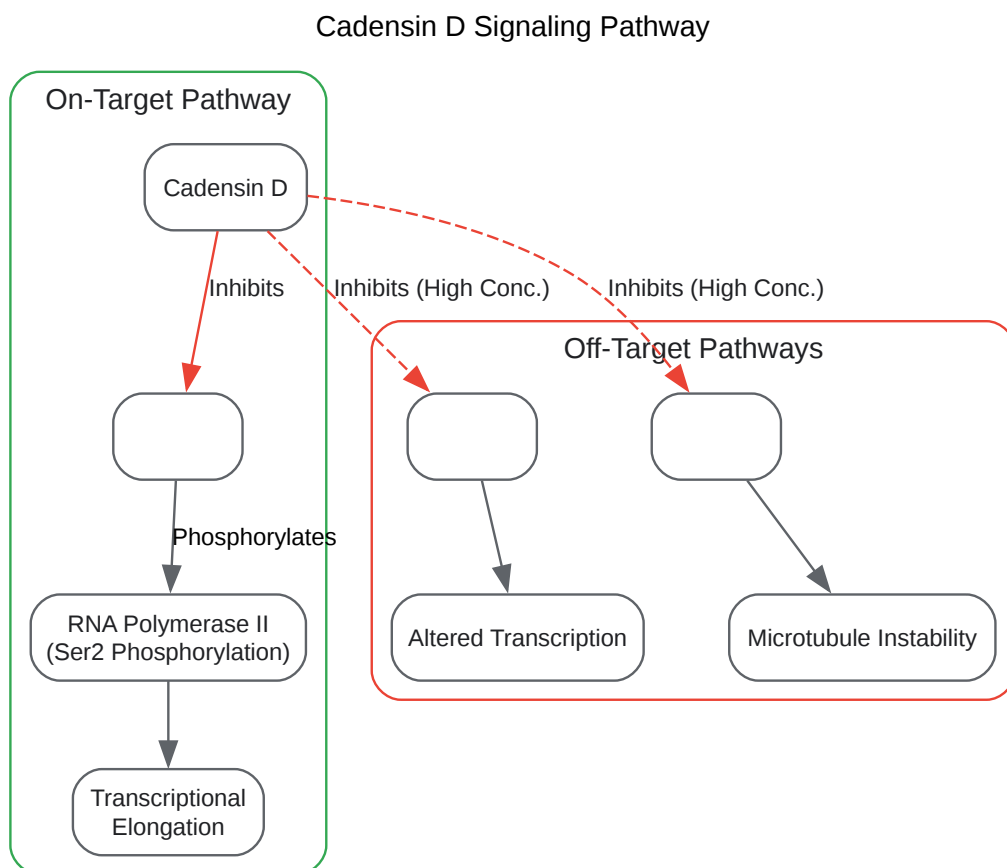 Cadensin D Signaling Pathway
On-Target Pathway
Cadensin D
Inhibits
Inhibits (High Conc.)
Inhibits (High Conc.)
Off-Target Pathways
Phosphorylates
RNA Polymerase II
(Ser2 Phosphorylation)
Altered Transcription
Microtubule Instability
Transcriptional
Elongation